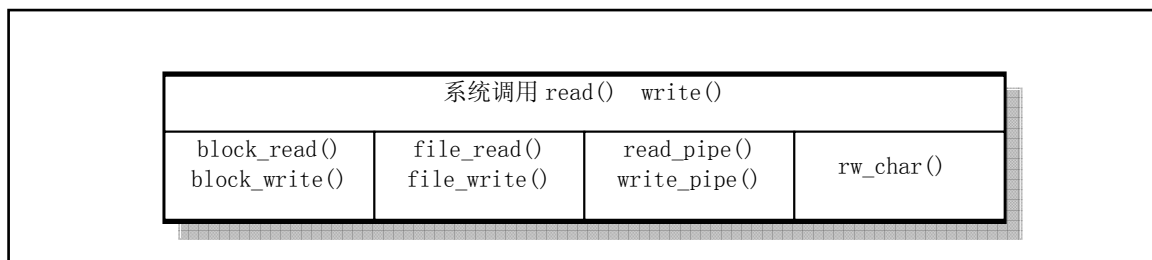 系统调用 read()  write()
block_read()
block_write()
file_read()
file_write()
read_pipe()
write_pipe()
rw_char()